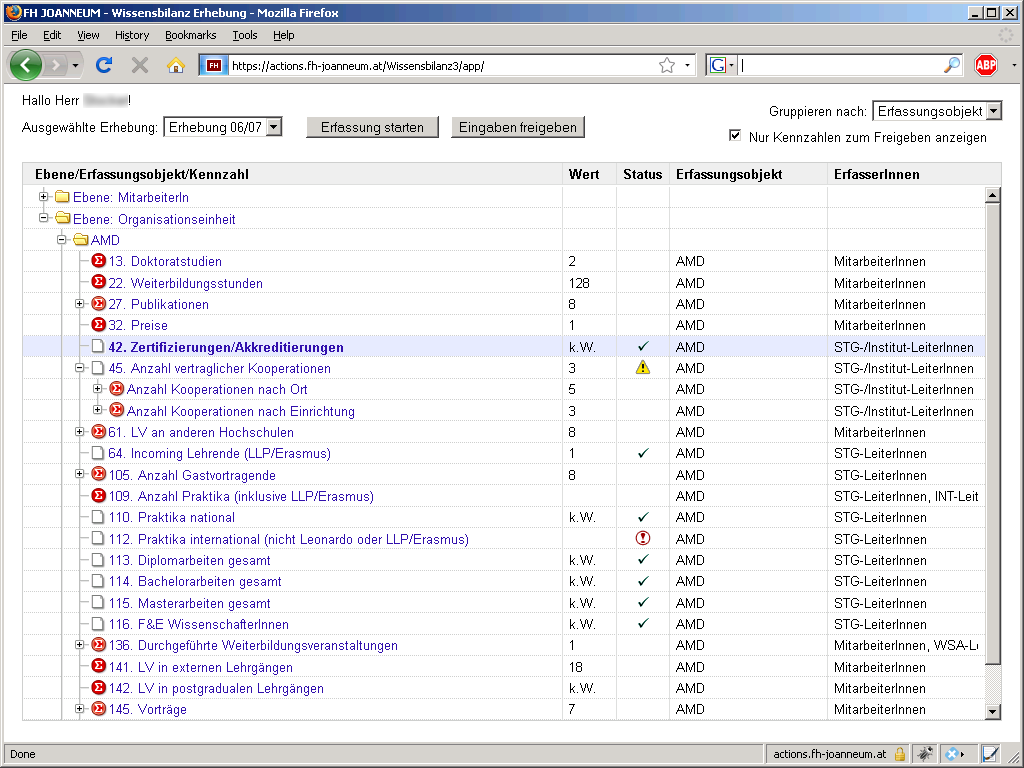 FH JOANNEUM - Wissensbilanz Erhebung - Mozilla Firefox
File Edit View History Bookmarks Tools Help
FH https://actions.fh-joanneum.at/Wissensbilanz3/app/ G ABP
Hallo Herr !
Gruppieren nach: Erfassungsobjekt
Ausgewählte Erhebung: Erhebung 06/07 Erfassung starten Eingaben freigeben
Nur Kennzahlen zum Freigeben anzeigen
Ebene/Erfassungsobjekt/Kennzahl Wert Status Erfassungsobjekt ErfasserInnen
Ebene: MitarbeiterIn
Ebene: Organisationseinheit
AMD
Σ 13. Doktoratstudien 2 AMD MitarbeiterInnen
Σ 22. Weiterbildungsstunden 128 AMD MitarbeiterInnen
Σ 27. Publikationen 8 AMD MitarbeiterInnen
Σ 32. Preise 1 AMD MitarbeiterInnen
42. Zertifizierungen/Akkreditierungen k.W. ✓ AMD STG-/Institut-LeiterInnen
45. Anzahl vertraglicher Kooperationen 3 ! AMD STG-/Institut-LeiterInnen
Σ Anzahl Kooperationen nach Ort 5 AMD STG-/Institut-LeiterInnen
Σ Anzahl Kooperationen nach Einrichtung 3 AMD STG-/Institut-LeiterInnen
Σ 61. LV an anderen Hochschulen 8 AMD MitarbeiterInnen
64. Incoming Lehrende (LLP/Erasmus) 1 ✓ AMD STG-LeiterInnen
Σ 105. Anzahl Gastvortragende 8 AMD STG-LeiterInnen
Σ 109. Anzahl Praktika (inklusive LLP/Erasmus) AMD STG-LeiterInnen, INT-Leit
110. Praktika national k.W. ✓ AMD STG-LeiterInnen
112. Praktika international (nicht Leonardo oder LLP/Erasmus) ! AMD STG-LeiterInnen
113. Diplomarbeiten gesamt k.W. ✓ AMD STG-LeiterInnen
114. Bachelorarbeiten gesamt k.W. ✓ AMD STG-LeiterInnen
115. Masterarbeiten gesamt k.W. ✓ AMD STG-LeiterInnen
116. F&E WissenschafterInnen k.W. ✓ AMD STG-LeiterInnen
Σ 136. Durchgeführte Weiterbildungsveranstaltungen 1 AMD MitarbeiterInnen, WSA-Le
Σ 141. LV in externen Lehrgängen 18 AMD MitarbeiterInnen
Σ 142. LV in postgradualen Lehrgängen k.W. AMD MitarbeiterInnen
Σ 145. Vorträge 7 AMD MitarbeiterInnen
Done actions.fh-joanneum.at